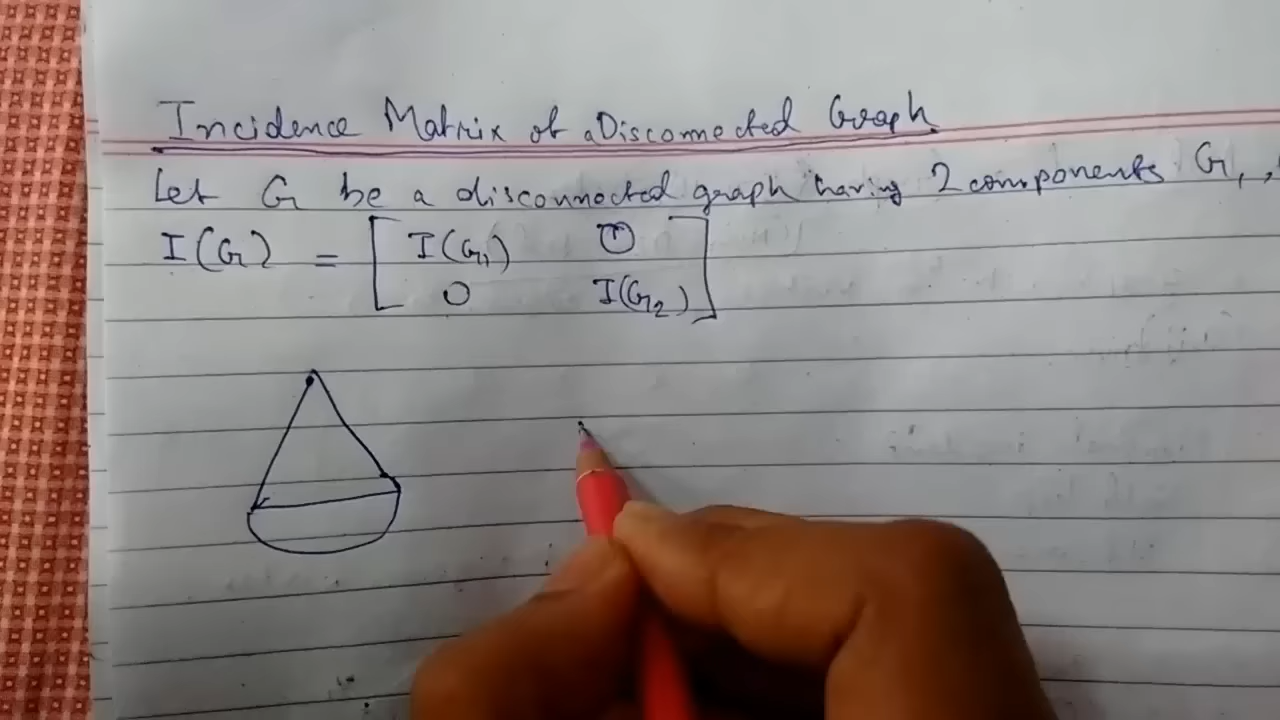 Incidence Matrix of a Disconnected Graph
Let G be a disconnected graph having 2 components G₁,
I(G) = [ I(G₁) 0
0 I(G₂) ]